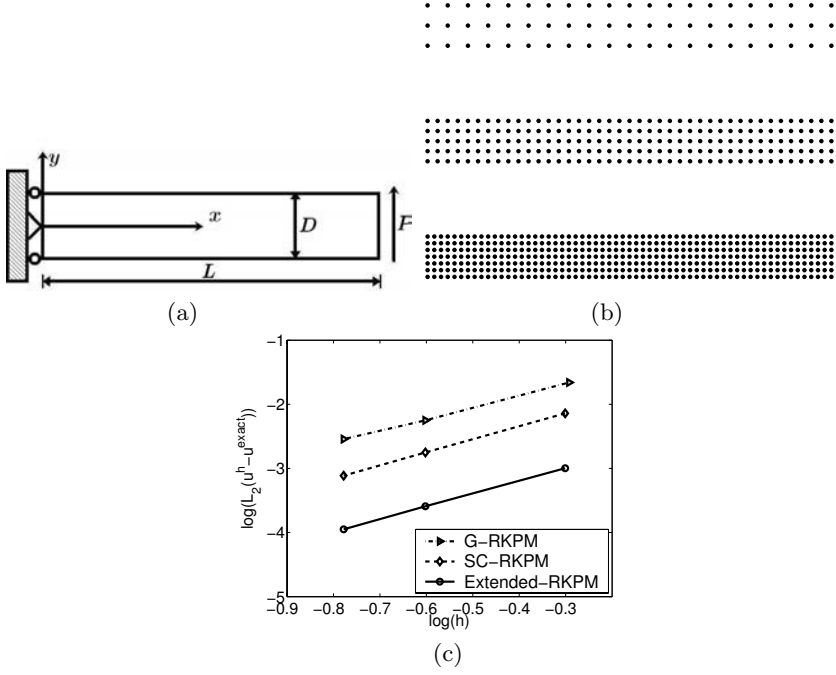 y
x
D
P
L
(a)
(b)
−1
−2
−3
−4
−5
log(L2(u^h−u^exact))
G−RKPM
SC−RKPM
Extended−RKPM
−0.9 −0.8 −0.7 −0.6 −0.5 −0.4 −0.3
log(h)
(c)